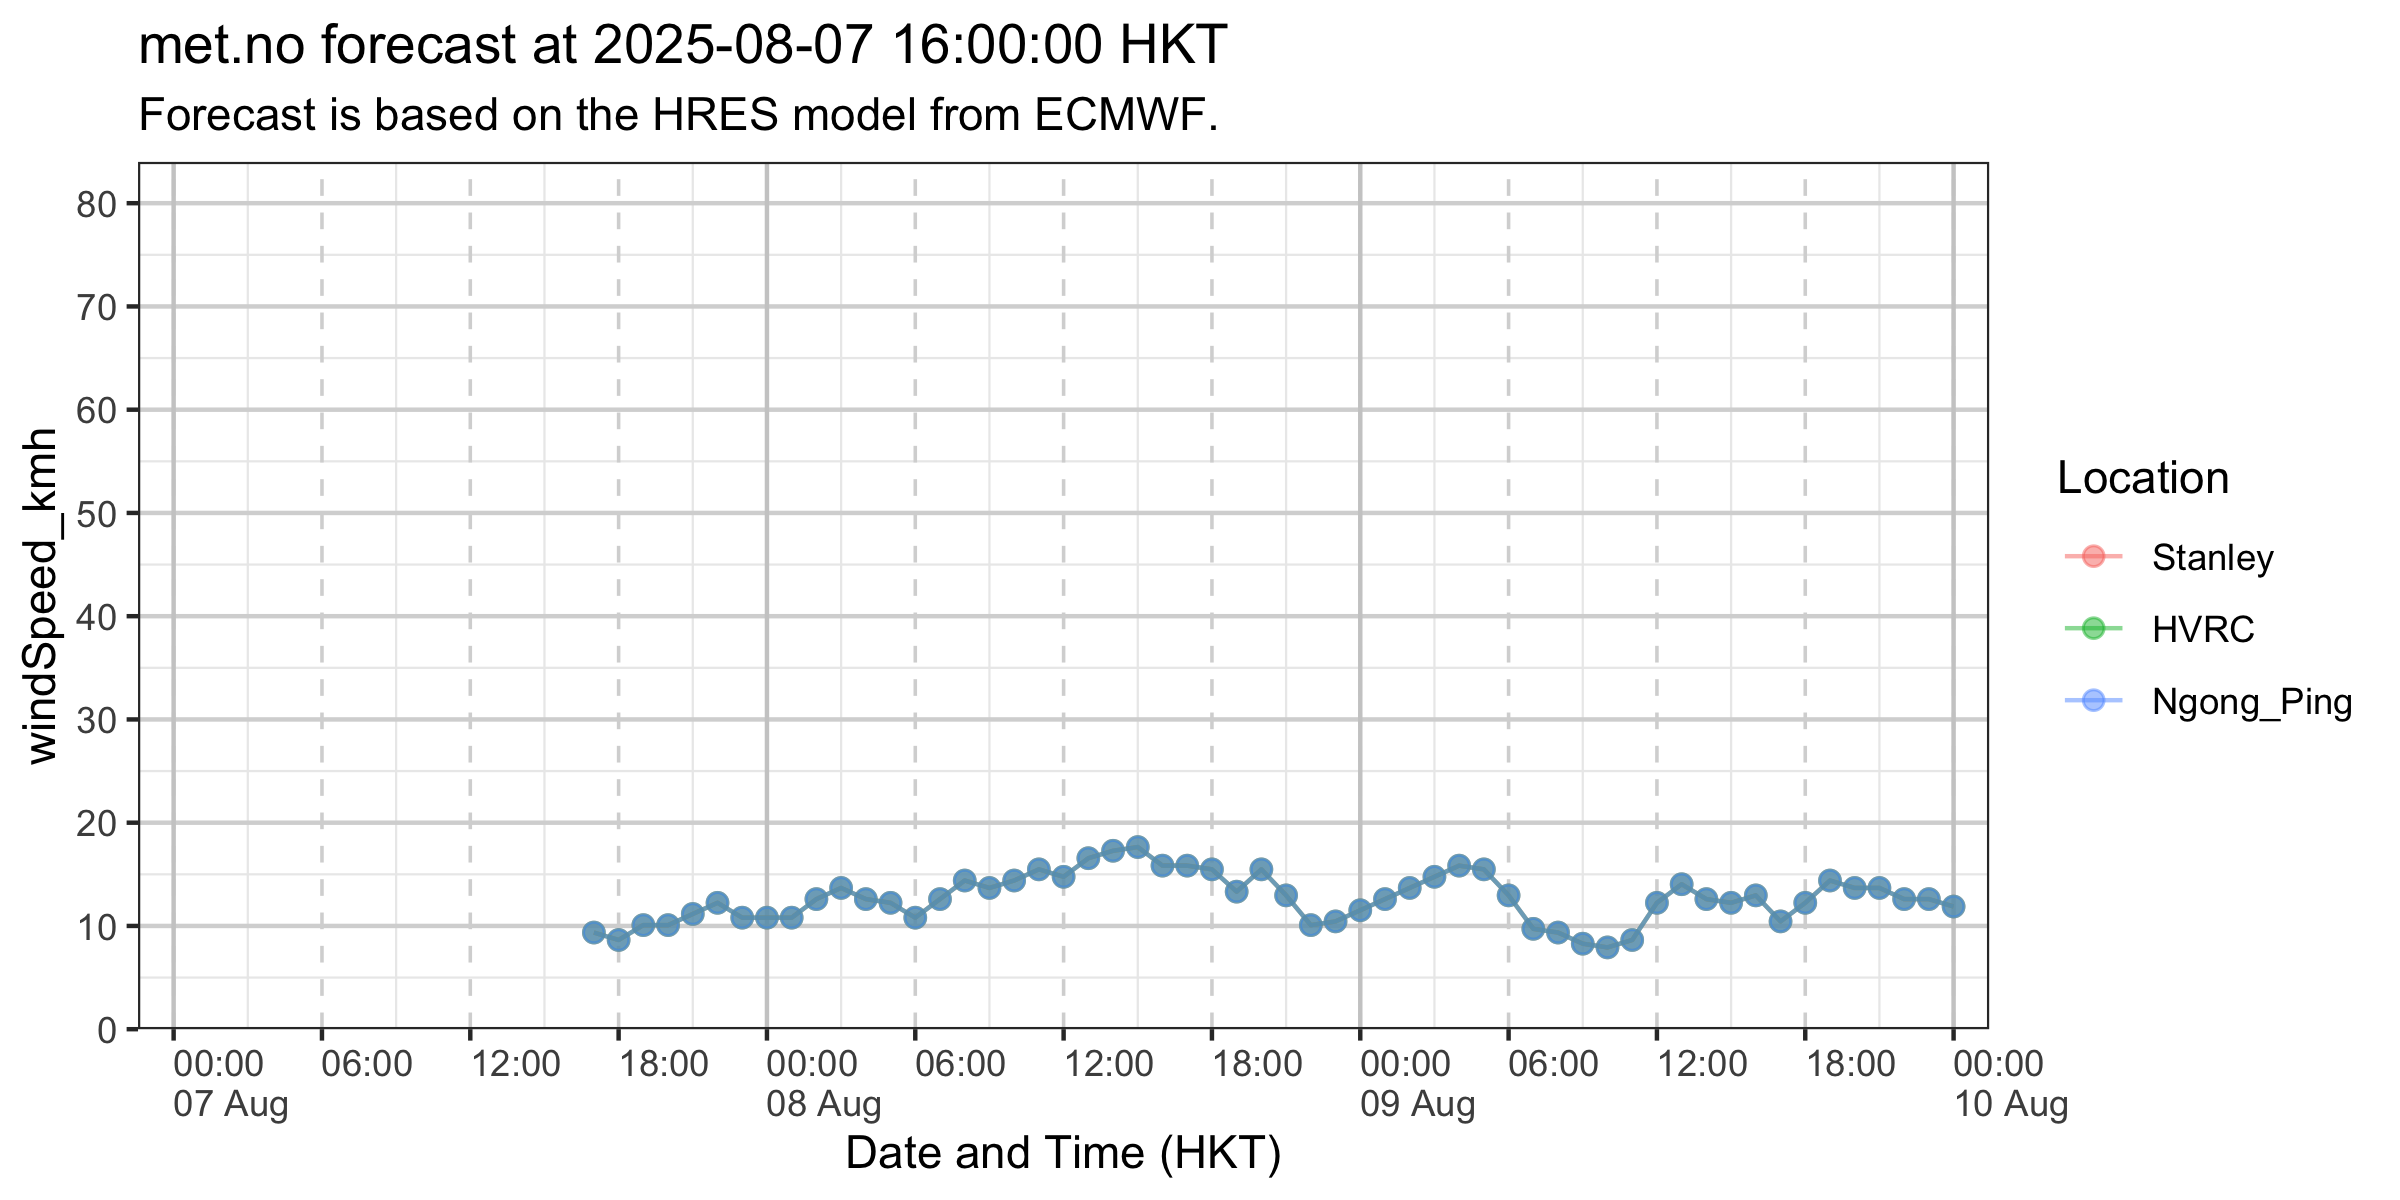 met.no forecast at 2025-08-07 16:00:00 HKT
Forecast is based on the HRES model from ECMWF.
windSpeed_kmh
80
70
60
50
40
30
20
10
0
00:00 06:00 12:00 18:00 00:00 06:00 12:00 18:00 00:00 06:00 12:00 18:00 00:00
07 Aug 08 Aug 09 Aug 10 Aug
Date and Time (HKT)
Location
Stanley
HVRC
Ngong_Ping